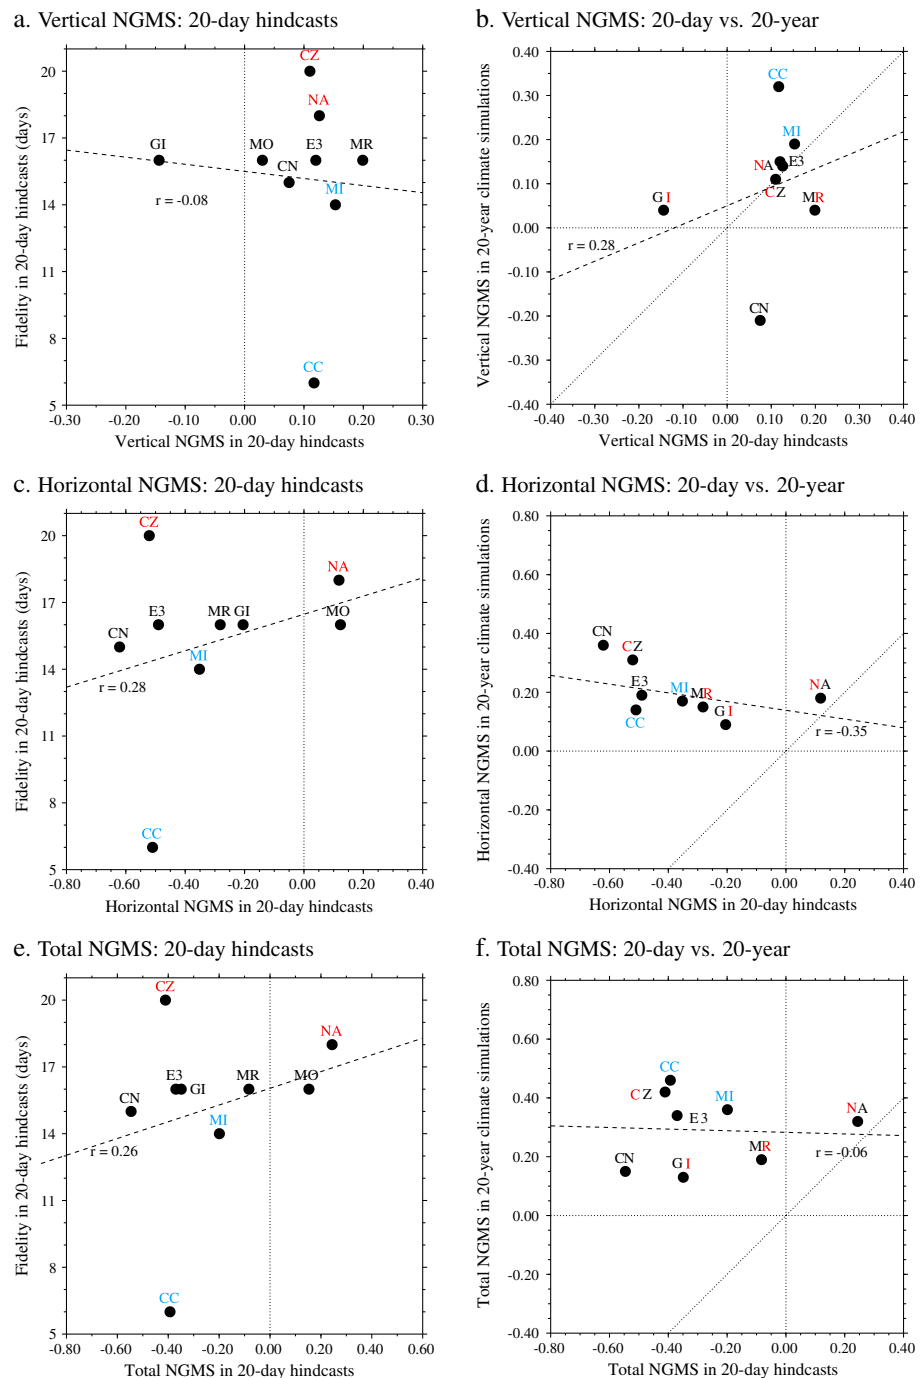 a. Vertical NGMS: 20-day hindcasts
Fidelity in 20-day hindcasts (days)
20
17
14
11
8
5
CZ
NA
GI
MO
E3
MR
CN
MI
r = -0.08
CC
-0.30 -0.20 -0.10 0.00 0.10 0.20 0.30
Vertical NGMS in 20-day hindcasts
b. Vertical NGMS: 20-day vs. 20-year
Vertical NGMS in 20-year climate simulations
0.40
0.30
0.20
0.10
0.00
-0.10
-0.20
-0.30
-0.40
CC
MI
NA E3
CZ
GI
MR
r = 0.28
CN
-0.40 -0.20 0.00 0.20 0.40
Vertical NGMS in 20-day hindcasts
c. Horizontal NGMS: 20-day hindcasts
Fidelity in 20-day hindcasts (days)
20
17
14
11
8
5
CZ
NA
E3
MR GI
MO
CN
MI
r = 0.28
CC
-0.80 -0.60 -0.40 -0.20 0.00 0.20 0.40
Horizontal NGMS in 20-day hindcasts
d. Horizontal NGMS: 20-day vs. 20-year
Horizontal NGMS in 20-year climate simulations
0.80
0.60
0.40
0.20
0.00
-0.20
-0.40
CN
CZ
E3
MI
MR
NA
CC
GI
r = -0.35
-0.80 -0.60 -0.40 -0.20 0.00 0.20 0.40
Horizontal NGMS in 20-day hindcasts
e. Total NGMS: 20-day hindcasts
Fidelity in 20-day hindcasts (days)
20
17
14
11
8
5
CZ
NA
E3
GI
MR
MO
CN
MI
r = 0.26
CC
-0.80 -0.60 -0.40 -0.20 0.00 0.20 0.40 0.60
Total NGMS in 20-day hindcasts
f. Total NGMS: 20-day vs. 20-year
Total NGMS in 20-year climate simulations
0.80
0.60
0.40
0.20
0.00
-0.20
-0.40
CC
CZ
MI
NA
E3
CN
GI
MR
r = -0.06
-0.80 -0.60 -0.40 -0.20 0.00 0.20 0.40
Total NGMS in 20-day hindcasts